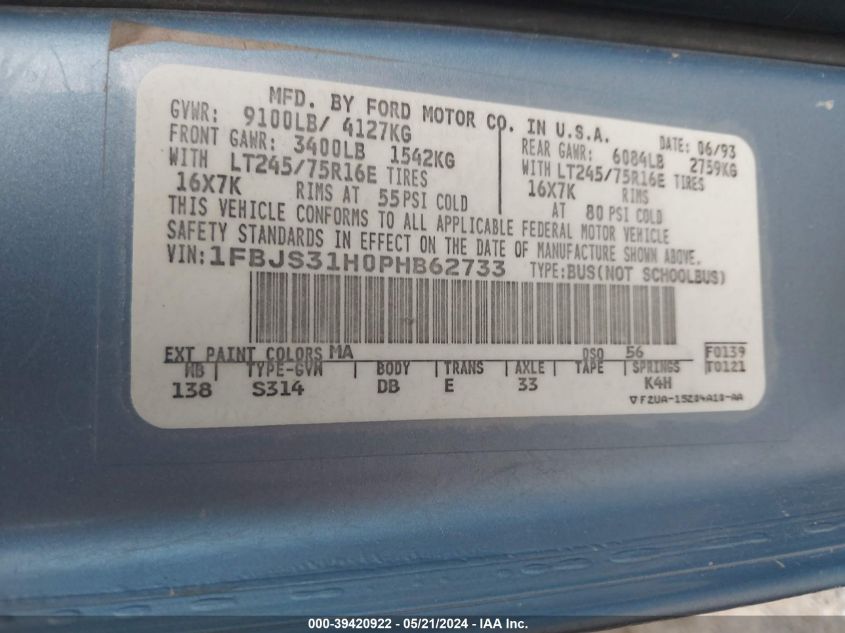 MFD. BY FORD MOTOR CO. IN U.S.A.
GVWR: 9100LB/ 4127KG
DATE: 06/93
FRONT GAWR: 3400LB 1542KG
REAR GAWR: 6084LB 2759KG
WITH LT245/75R16E TIRES
WITH LT245/75R16E TIRES
16X7K RIMS AT 55 PSI COLD
16X7K RIMS AT 80 PSI COLD
THIS VEHICLE CONFORMS TO ALL APPLICABLE FEDERAL MOTOR VEHICLE
SAFETY STANDARDS IN EFFECT ON THE DATE OF MANUFACTURE SHOWN ABOVE.
VIN: 1FBJS31H0PHB62733 TYPE: BUS(NOT SCHOOLBUS)
EXT PAINT COLORS MA DSO 56 F0139
WB TYPE-GVW BODY TRANS AXLE TAPE SPRINGS T0121
138 S314 DB E 33 K4H
▽F2UA-15204A10-AA
000-39420922 - 05/21/2024 - IAA Inc.